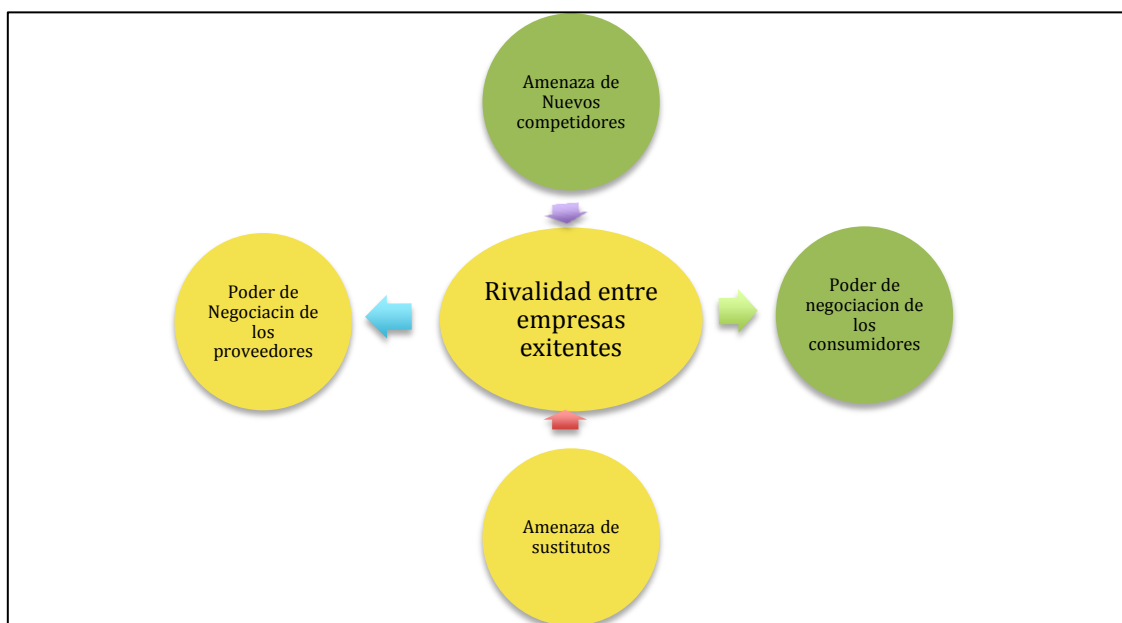 Amenaza de
Nuevos
competidores
Poder de
Negociacin de
los
proveedores
Rivalidad entre
empresas
exitentes
Poder de
negociacion de
los
consumidores
Amenaza de
sustitutos